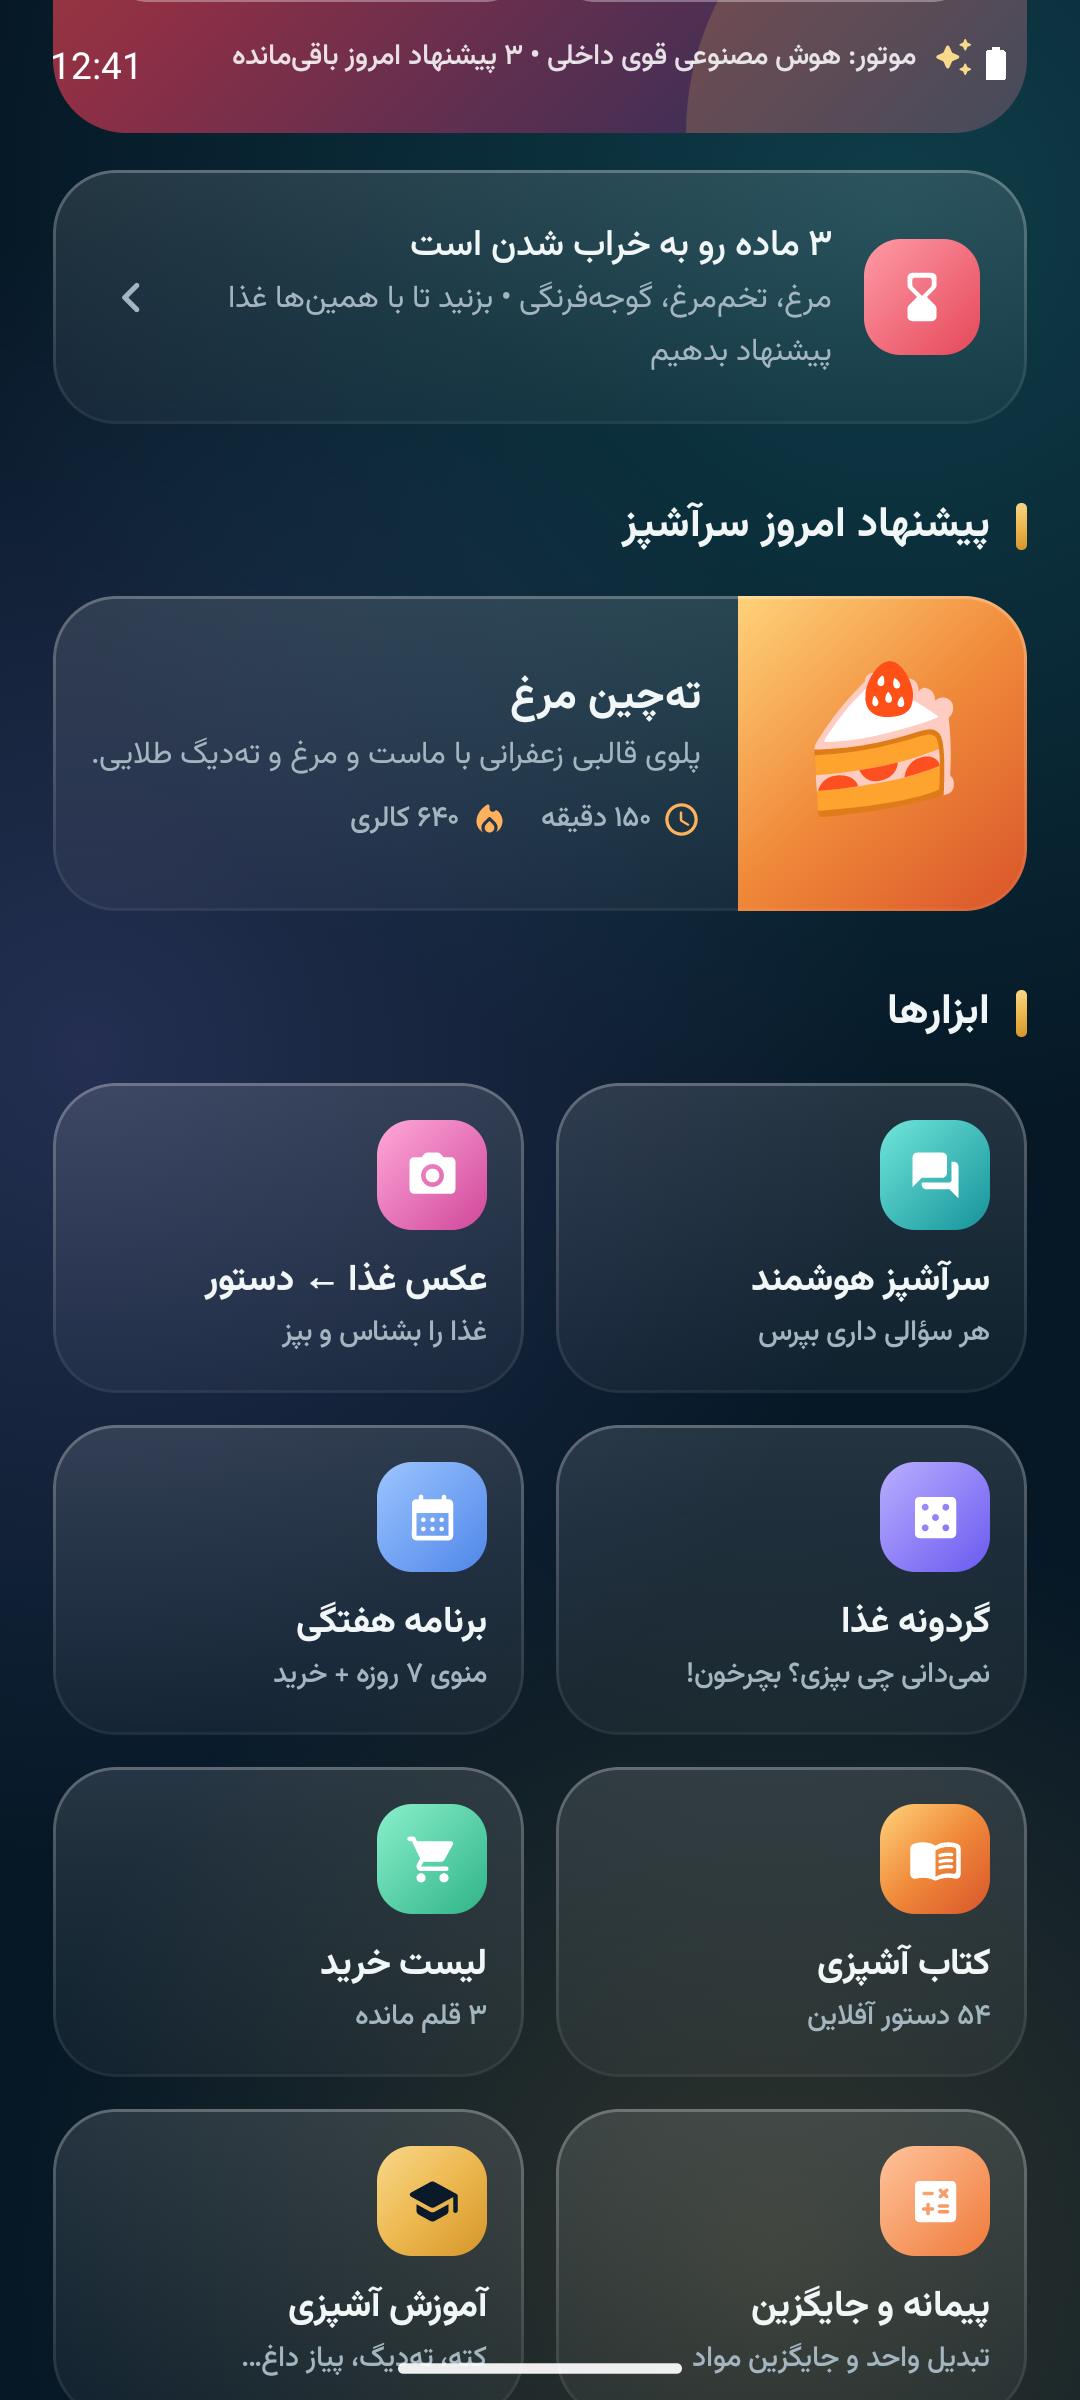 12:41
موتور: هوش مصنوعی قوی داخلی • ۳ پیشنهاد امروز باقی‌مانده
۳ ماده رو به خراب شدن است
مرغ، تخم‌مرغ، گوجه‌فرنگی • بزنید تا با همین‌ها غذا
پیشنهاد بدهیم
پیشنهاد امروز سرآشپز
ته‌چین مرغ
پلوی قالبی زعفرانی با ماست و مرغ و ته‌دیگ طلایی.
۱۵۰ دقیقه
۶۴۰ کالری
ابزارها
سرآشپز هوشمند
هر سؤالی داری بپرس
عکس غذا ← دستور
غذا را بشناس و بپز
گردونه غذا
نمی‌دانی چی بپزی؟ بچرخون!
برنامه هفتگی
منوی ۷ روزه + خرید
کتاب آشپزی
۵۴ دستور آفلاین
لیست خرید
۳ قلم مانده
پیمانه و جایگزین
تبدیل واحد و جایگزین مواد
آموزش آشپزی
کته، ته‌دیگ، پیاز داغ...